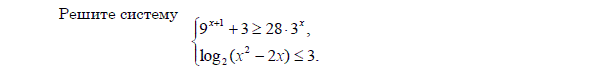 Решите систему
{ 9^{x+1} + 3 ≥ 28 · 3^x,
log_2(x^2 − 2x) ≤ 3.